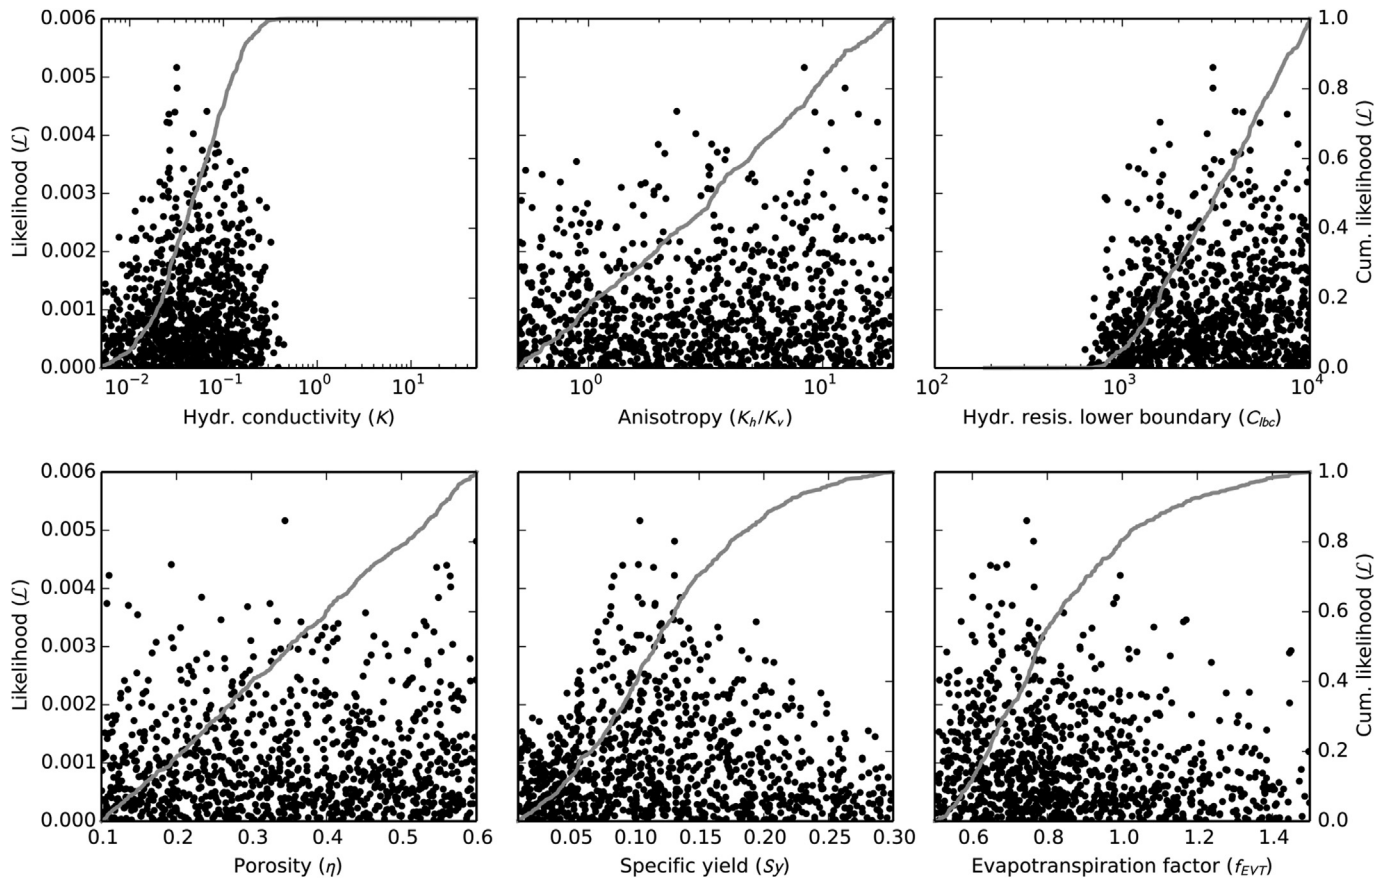 0.006
0.005
0.004
0.003
0.002
0.001
0.000
Likelihood (ℒ)
10⁻² 10⁻¹ 10⁰ 10¹
Hydr. conductivity (K)
10⁰ 10¹
Anisotropy (Kₕ/Kᵥ)
10² 10³ 10⁴
Hydr. resis. lower boundary (C_lbc)
1.0
0.8
0.6
0.4
0.2
0.0
Cum. likelihood (ℒ)
0.006
0.005
0.004
0.003
0.002
0.001
0.000
Likelihood (ℒ)
0.1 0.2 0.3 0.4 0.5 0.6
Porosity (η)
0.05 0.10 0.15 0.20 0.25 0.30
Specific yield (Sy)
0.6 0.8 1.0 1.2 1.4
Evapotranspiration factor (f_EVT)
1.0
0.8
0.6
0.4
0.2
0.0
Cum. likelihood (ℒ)